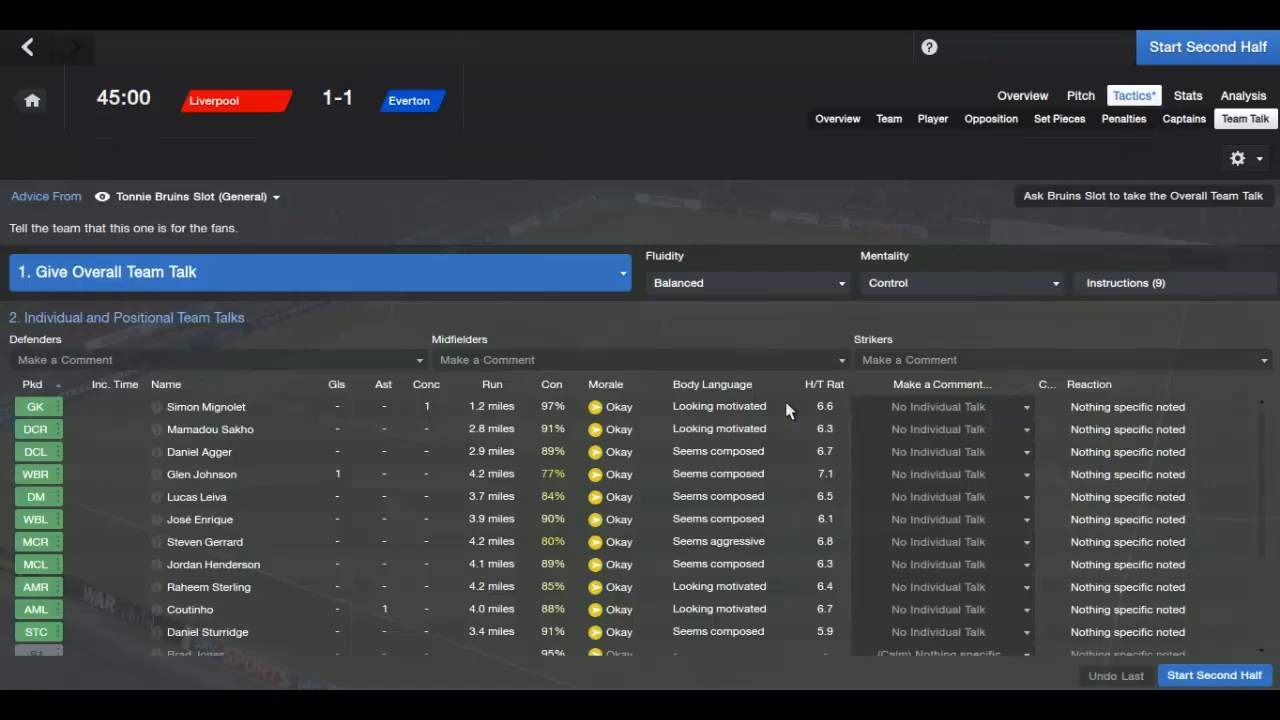 Start Second Half
45:00 Liverpool 1-1 Everton
Overview Pitch Tactics* Stats Analysis
Overview Team Player Opposition Set Pieces Penalties Captains Team Talk
Advice From Tonnie Bruins Slot (General) Ask Bruins Slot to take the Overall Team Talk
Tell the team that this one is for the fans.
Fluidity Mentality
1. Give Overall Team Talk Balanced Control Instructions (9)
2. Individual and Positional Team Talks
Defenders Midfielders Strikers
Make a Comment Make a Comment Make a Comment
Pkd Inc. Time Name Gls Ast Conc Run Con Morale Body Language H/T Rat Make a Comment... C... Reaction
GK Simon Mignolet - - 1 1.2 miles 97% Okay Looking motivated 6.6 No Individual Talk Nothing specific noted
DCR Mamadou Sakho - - - 2.8 miles 91% Okay Looking motivated 6.3 No Individual Talk Nothing specific noted
DCL Daniel Agger - - - 2.9 miles 89% Okay Seems composed 6.7 No Individual Talk Nothing specific noted
WBR Glen Johnson 1 - - 4.2 miles 77% Okay Seems composed 7.1 No Individual Talk Nothing specific noted
DM Lucas Leiva - - - 3.7 miles 84% Okay Seems composed 6.5 No Individual Talk Nothing specific noted
WBL José Enrique - - - 3.9 miles 90% Okay Seems composed 6.1 No Individual Talk Nothing specific noted
MCR Steven Gerrard - - - 4.2 miles 80% Okay Seems aggressive 6.8 No Individual Talk Nothing specific noted
MCL Jordan Henderson - - - 4.1 miles 89% Okay Seems composed 6.3 No Individual Talk Nothing specific noted
AMR Raheem Sterling - - - 4.2 miles 85% Okay Looking motivated 6.4 No Individual Talk Nothing specific noted
AML Coutinho - 1 - 4.0 miles 88% Okay Looking motivated 6.7 No Individual Talk Nothing specific noted
STC Daniel Sturridge - - - 3.4 miles 91% Okay Seems composed 5.9 No Individual Talk Nothing specific noted
S1 Brad Jones 95% Okay - - (Calm) Nothing specific Nothing specific noted
Undo Last Start Second Half